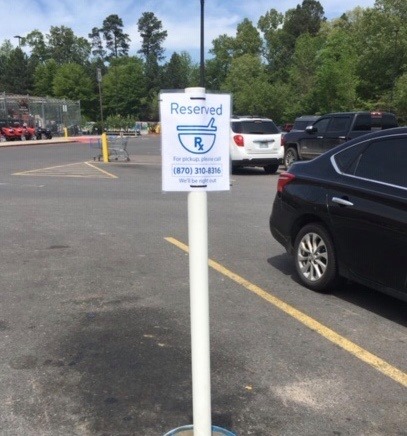 Reserved
Rx
For pickup, please call
(870) 310-8316
We'll be right out